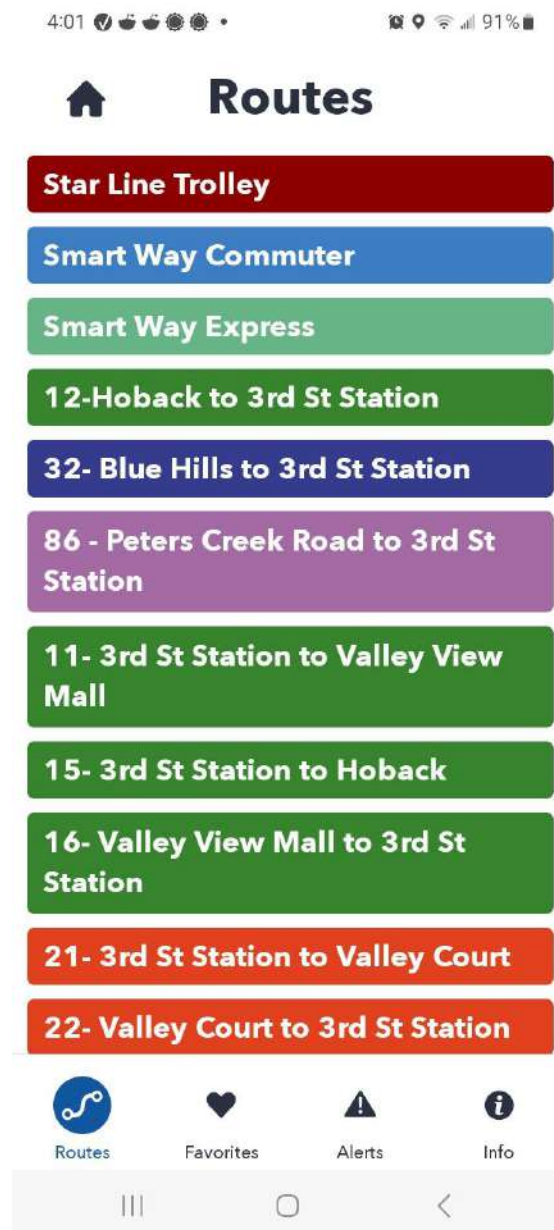 4:01
91%
Routes
Star Line Trolley
Smart Way Commuter
Smart Way Express
12-Hoback to 3rd St Station
32- Blue Hills to 3rd St Station
86 - Peters Creek Road to 3rd St
Station
11- 3rd St Station to Valley View
Mall
15- 3rd St Station to Hoback
16- Valley View Mall to 3rd St
Station
21- 3rd St Station to Valley Court
22- Valley Court to 3rd St Station
Routes Favorites Alerts Info